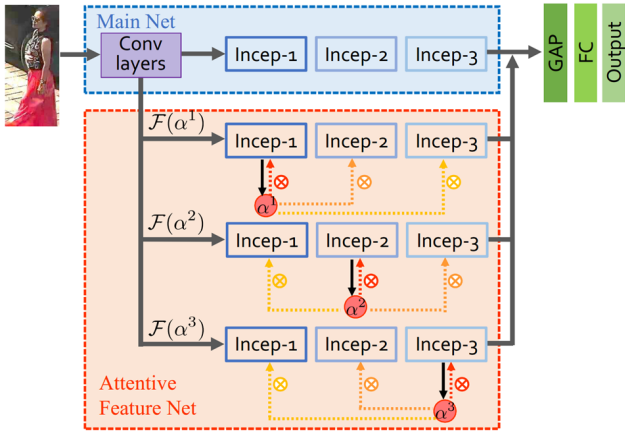 Main Net
Conv
layers
Incep-1 Incep-2 Incep-3
GAP
FC
Output
F(α¹)
Incep-1 Incep-2 Incep-3
⊗ ⊗ ⊗
α¹
F(α²)
Incep-1 Incep-2 Incep-3
⊗ ⊗ ⊗
α²
F(α³)
Incep-1 Incep-2 Incep-3
⊗ ⊗ ⊗
α³
Attentive
Feature Net